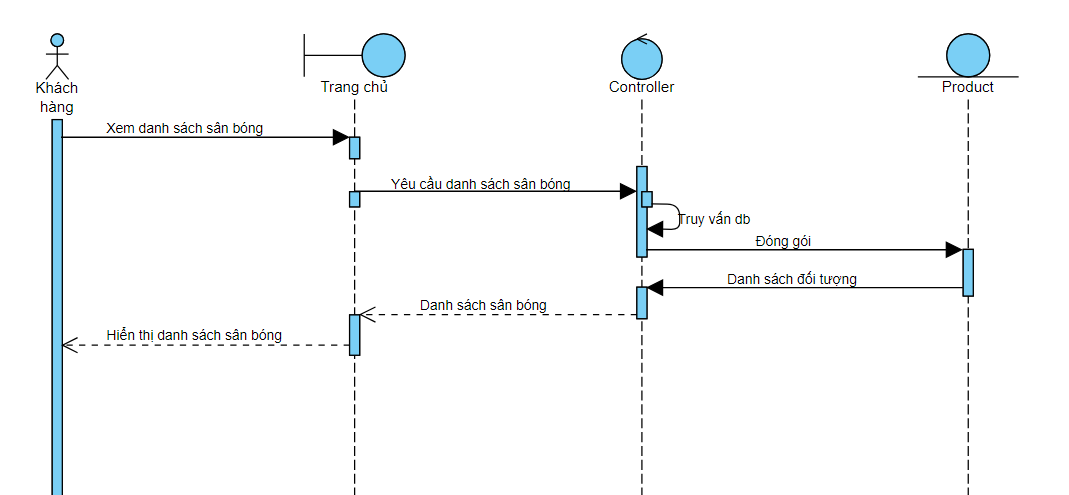 Khách
hàng
Trang chủ
Controller
Product
Xem danh sách sân bóng
Yêu cầu danh sách sân bóng
Truy vấn db
Đóng gói
Danh sách đối tượng
Danh sách sân bóng
Hiển thị danh sách sân bóng